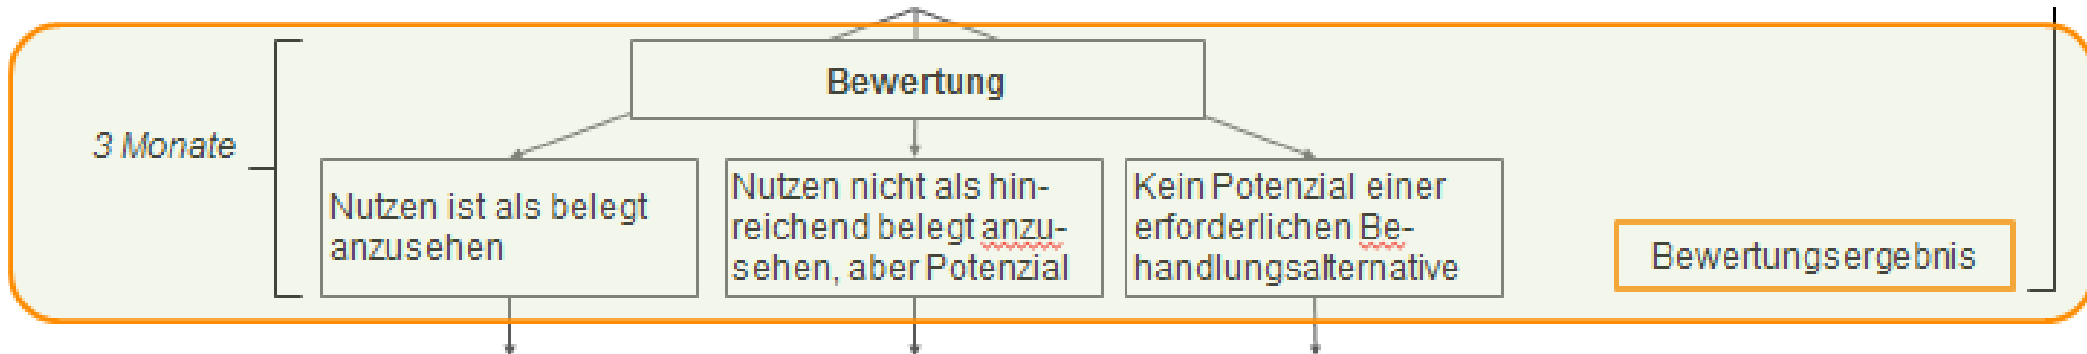 Bewertung
3 Monate
Nutzen ist als belegt
anzusehen
Nutzen nicht als hin-
reichend belegt anzu-
sehen, aber Potenzial
Kein Potenzial einer
erforderlichen Be-
handlungsalternative
Bewertungsergebnis